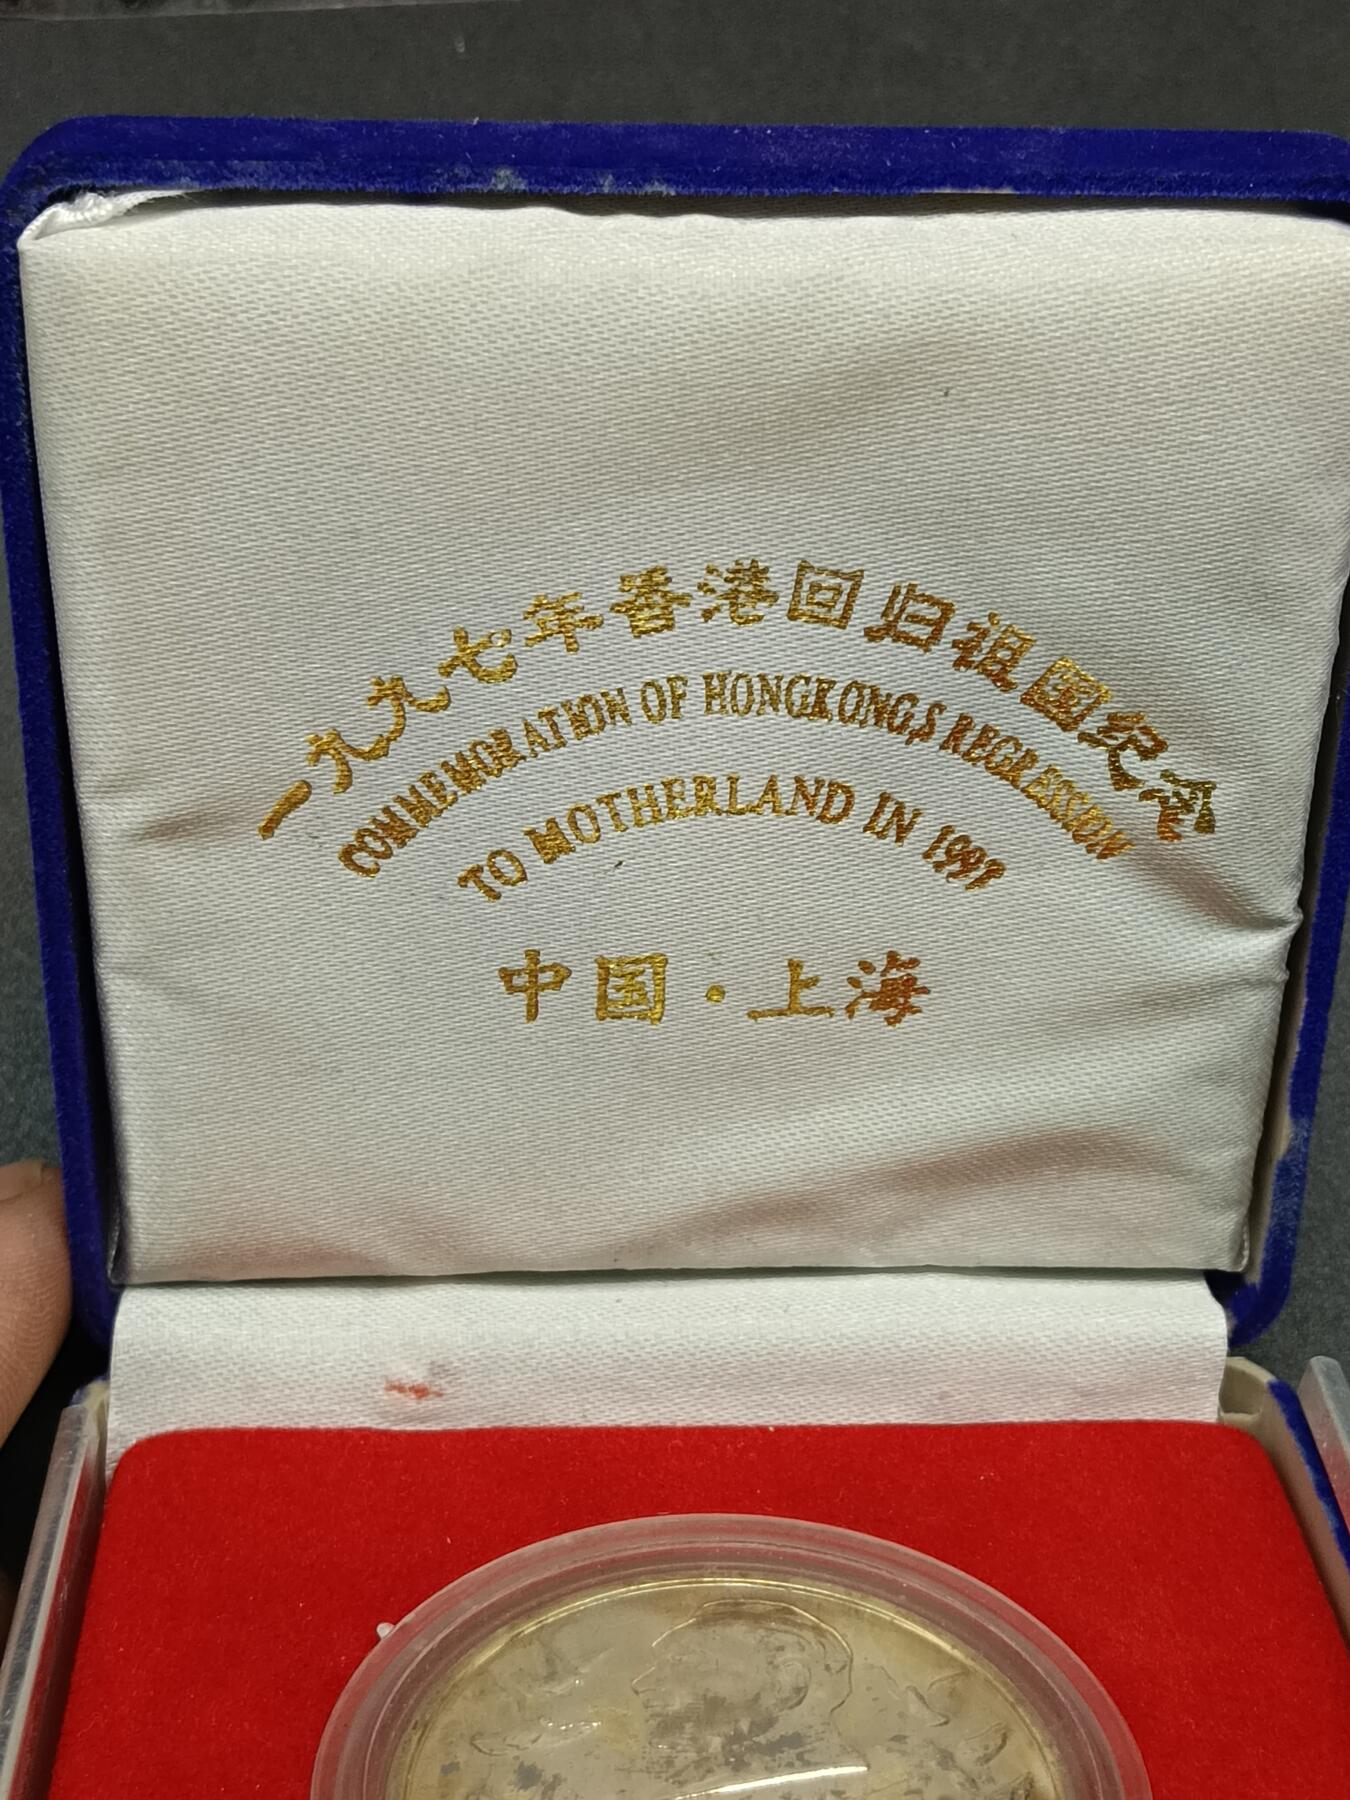 一九九七年香港回归祖国纪念
COMMEMORATION OF HONGKONG,S REGRESSION
TO MOTHERLAND IN 1997
中国·上海